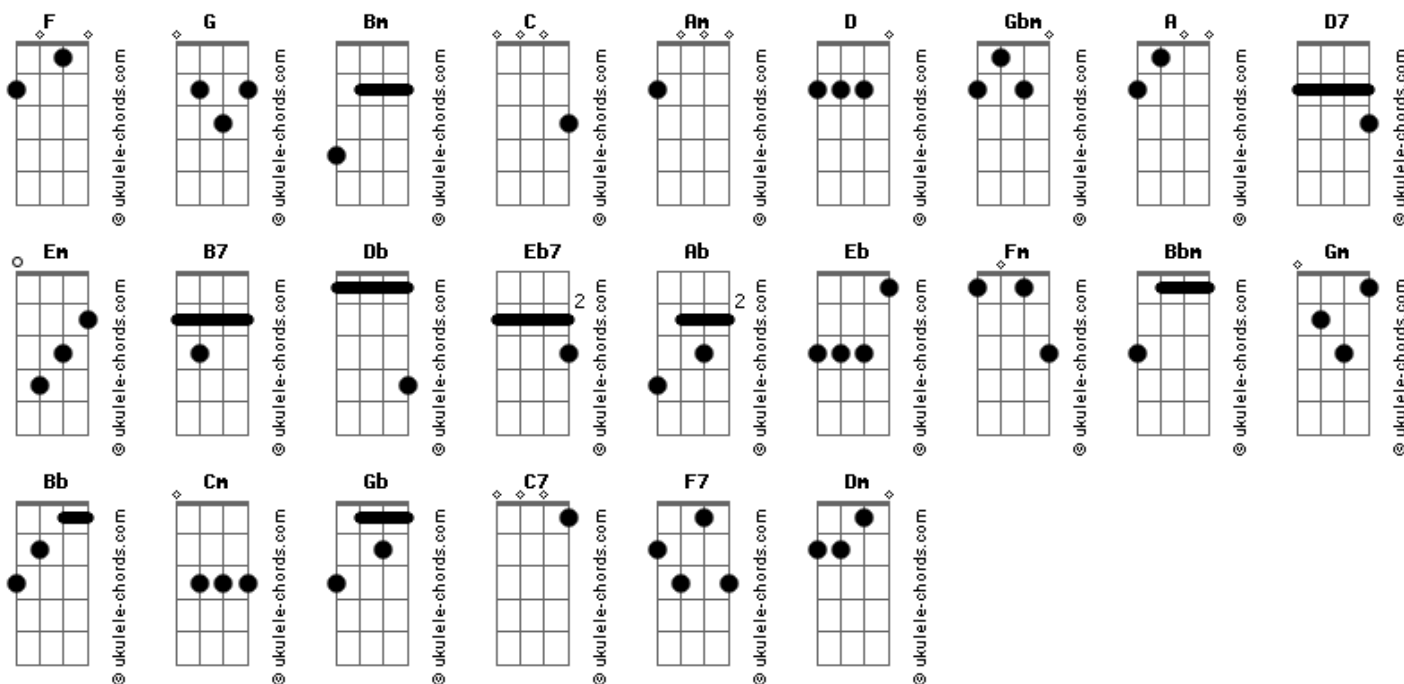 F G Bm C Am D Gbm A D7
© ukulele-chords.com © ukulele-chords.com © ukulele-chords.com © ukulele-chords.com © ukulele-chords.com © ukulele-chords.com © ukulele-chords.com © ukulele-chords.com © ukulele-chords.com
Em B7 Db Eb7 Ab Eb Fm Bbm Gm
2 2
© ukulele-chords.com © ukulele-chords.com © ukulele-chords.com © ukulele-chords.com © ukulele-chords.com © ukulele-chords.com © ukulele-chords.com © ukulele-chords.com © ukulele-chords.com
Bb Cm Gb C7 F7 Dm
© ukulele-chords.com © ukulele-chords.com © ukulele-chords.com © ukulele-chords.com © ukulele-chords.com © ukulele-chords.com